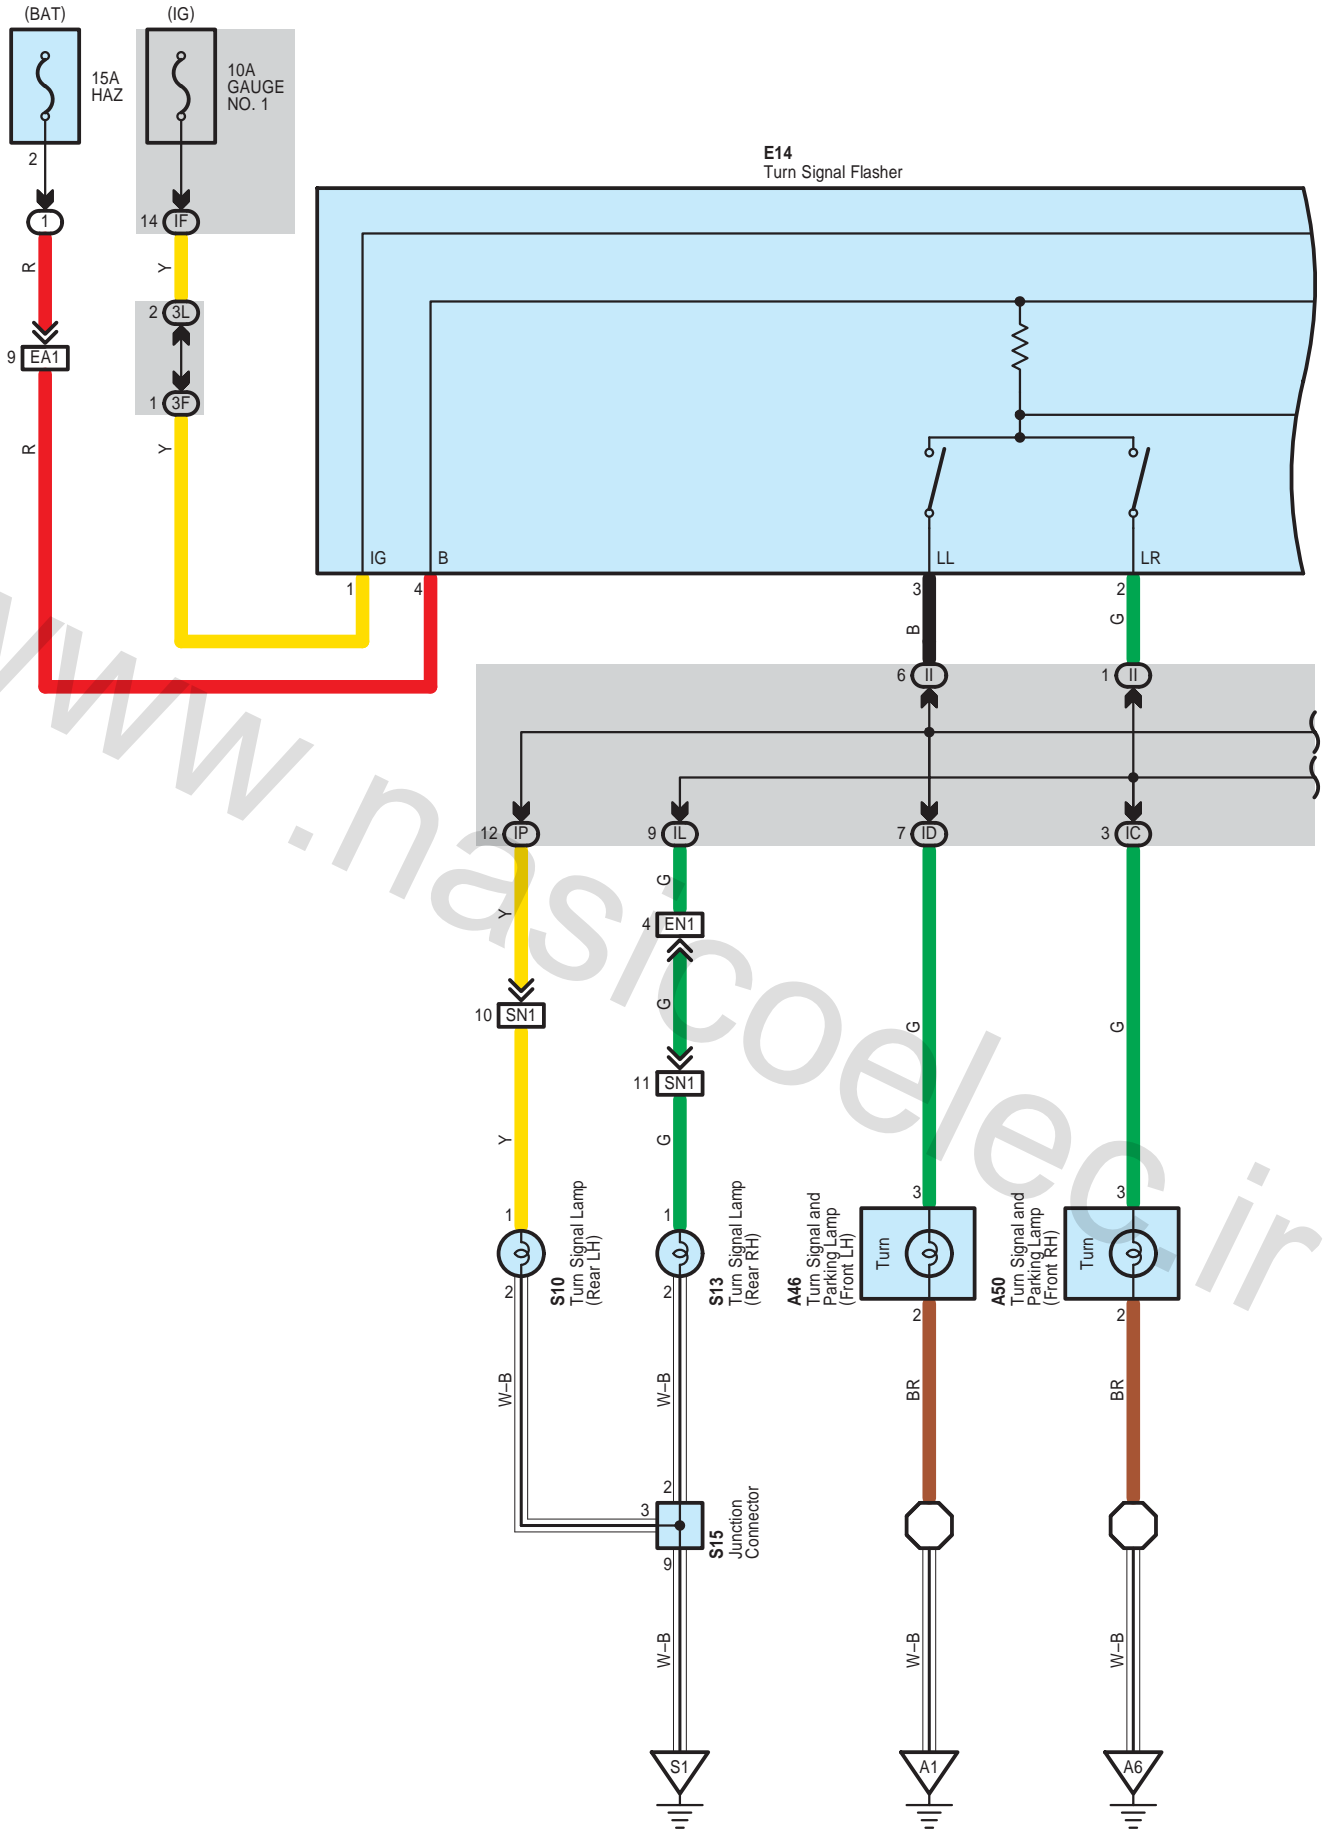 (BAT)
(IG)
15A
HAZ
10A
GAUGE
NO. 1
2
1
14 IF
R
Y
2 3L
9 EA1
1 3F
R
Y
E14
Turn Signal Flasher
IG
B
LL
LR
1
4
3
2
B
G
6 II
1 II
12 IP
9 IL
7 ID
3 IC
Y
G
4 EN1
G
10 SN1
11 SN1
G
G
Y
G
1
1
3
3
S10
Turn Signal Lamp
(Rear LH)
S13
Turn Signal Lamp
(Rear RH)
A46
Turn Signal and
Parking Lamp
(Front LH)
Turn
A50
Turn Signal and
Parking Lamp
(Front RH)
Turn
2
2
2
2
W–B
W–B
BR
BR
2
3
9
S15
Junction
Connector
W–B
W–B
W–B
S1
A1
A6
www.nasicoelec.ir